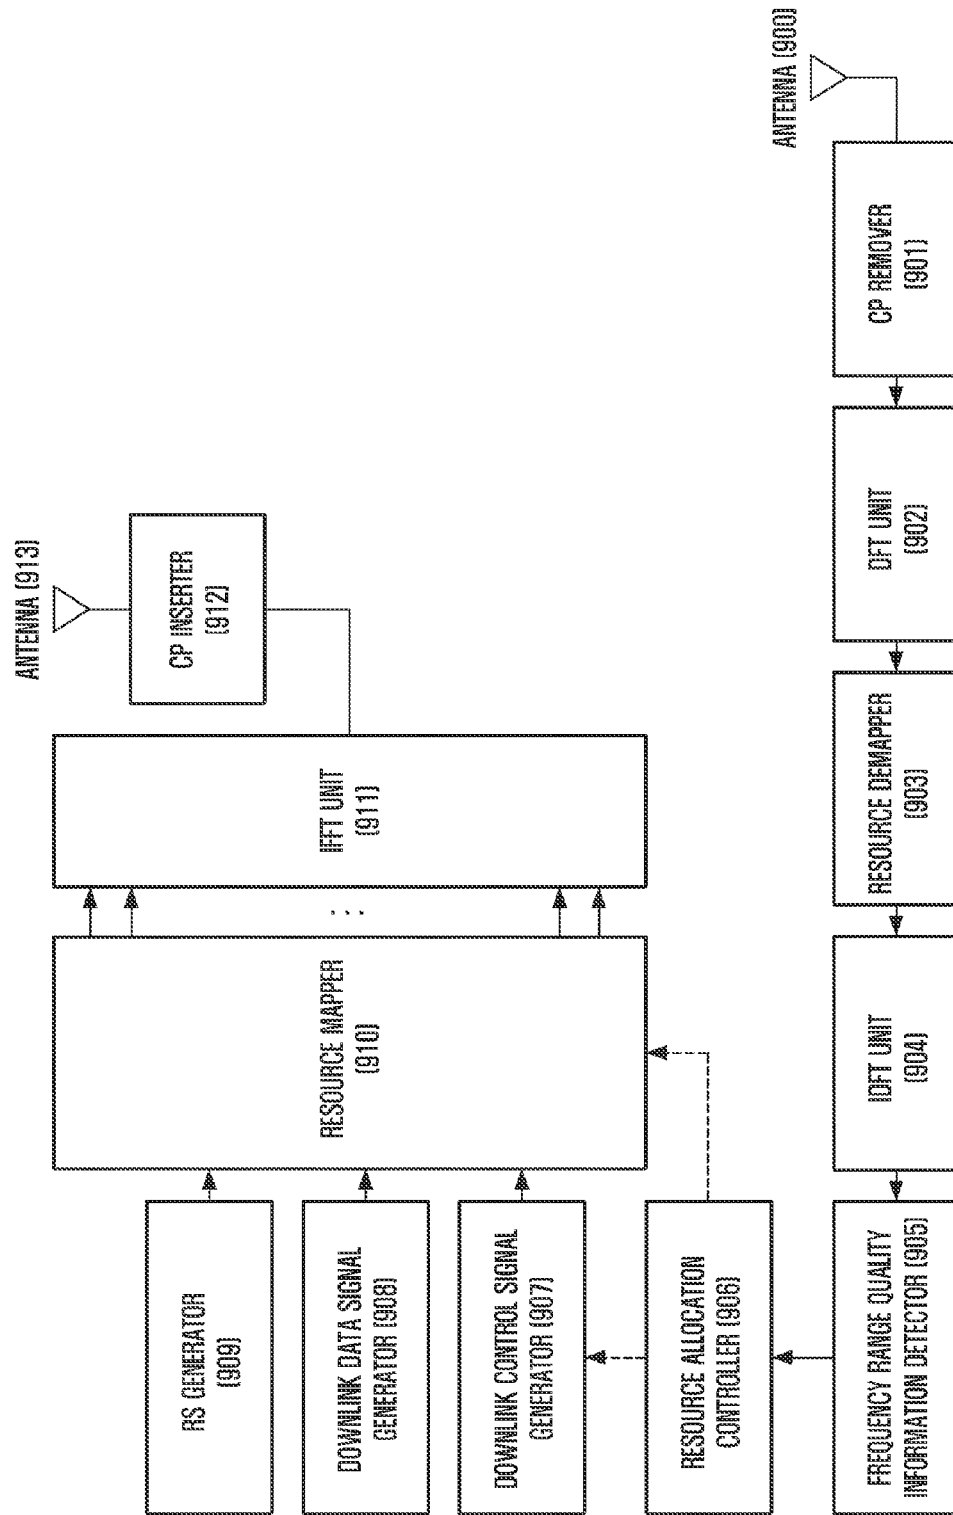 RS GENERATOR
(909)
DOWNLINK DATA SIGNAL
GENERATOR (908)
DOWNLINK CONTROL SIGNAL
GENERATOR (907)
RESOURCE ALLOCATION
CONTROLLER (906)
FREQUENCY RANGE QUALITY
INFORMATION DETECTOR (905)
RESOURCE MAPPER
(910)
...
IFFT UNIT
(911)
CP INSERTER
(912)
ANTENNA (913)
IDFT UNIT
(904)
RESOURCE DEMAPPER
(903)
DFT UNIT
(902)
CP REMOVER
(901)
ANTENNA (900)